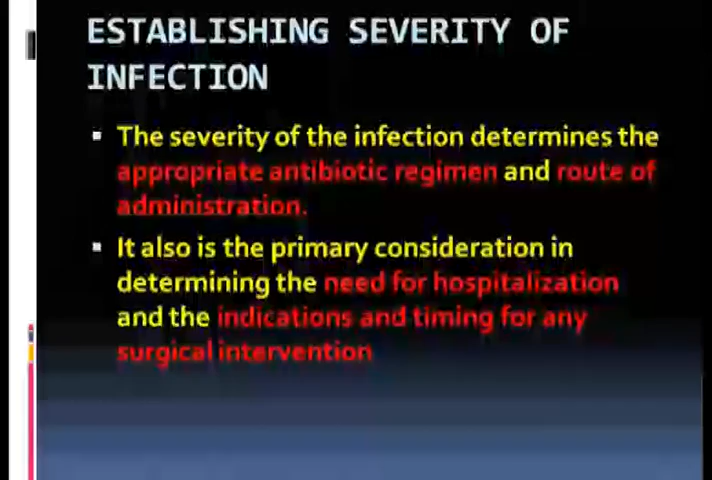 ESTABLISHING SEVERITY OF
INFECTION
The severity of the infection determines the
appropriate antibiotic regimen and route of
administration.
It also is the primary consideration in
determining the need for hospitalization
and the indications and timing for any
surgical intervention